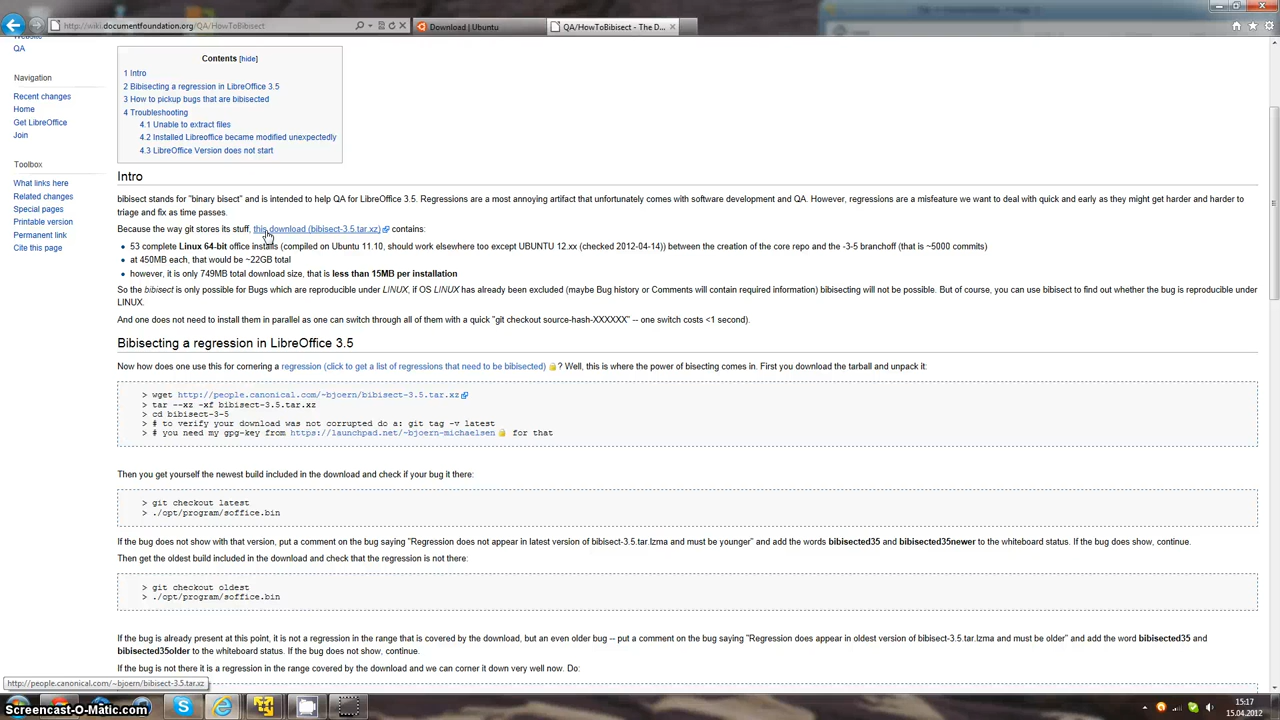 http://wiki.documentfoundation.org/QA/HowToBibisect
Download | Ubuntu
QA/HowToBibisect - The D...
QA
Navigation
Recent changes
Home
Get LibreOffice
Join
Toolbox
What links here
Related changes
Special pages
Printable version
Permanent link
Cite this page
Contents [hide]
1 Intro
2 Bibisecting a regression in LibreOffice 3.5
3 How to pickup bugs that are bibisected
4 Troubleshooting
4.1 Unable to extract files
4.2 Installed Libreoffice became modified unexpectedly
4.3 LibreOffice Version does not start
Intro
bibisect stands for "binary bisect" and is intended to help QA for LibreOffice 3.5. Regressions are a most annoying artifact that unfortunately comes with software development and QA. However, regressions are a misfeature we want to deal with quick and early as they might get harder and harder to
triage and fix as time passes.
Because the way git stores its stuff, this download (bibisect-3.5.tar.xz) contains:
53 complete Linux 64-bit office installs (compiled on Ubuntu 11.10, should work elsewhere too except UBUNTU 12.xx (checked 2012-04-14)) between the creation of the core repo and the -3-5 branchoff (that is ~5000 commits)
at 450MB each, that would be ~22GB total
however, it is only 749MB total download size, that is less than 15MB per installation
So the bibisect is only possible for Bugs which are reproducible under LINUX, if OS LINUX has already been excluded (maybe Bug history or Comments will contain required information) bibisecting will not be possible. But of course, you can use bibisect to find out whether the bug is reproducible under
LINUX.
And one does not need to install them in parallel as one can switch through all of them with a quick "git checkout source-hash-XXXXXX" -- one switch costs <1 second).
Bibisecting a regression in LibreOffice 3.5
Now how does one use this for cornering a regression (click to get a list of regressions that need to be bibisected) ? Well, this is where the power of bisecting comes in. First you download the tarball and unpack it:
> wget http://people.canonical.com/~bjoern/bibisect-3.5.tar.xz
> tar --xz -xf bibisect-3.5.tar.xz
> cd bibisect-3-5
> # to verify your download was not corrupted do a: git tag -v latest
> # you need my gpg-key from https://launchpad.net/~bjoern-michaelsen for that
Then you get yourself the newest build included in the download and check if your bug it there:
> git checkout latest
> ./opt/program/soffice.bin
If the bug does not show with that version, put a comment on the bug saying "Regression does not appear in latest version of bibisect-3.5.tar.lzma and must be younger" and add the words bibisected35 and bibisected35newer to the whiteboard status. If the bug does show, continue.
Then get the oldest build included in the download and check that the regression is not there:
> git checkout oldest
> ./opt/program/soffice.bin
If the bug is already present at this point, it is not a regression in the range that is covered by the download, but an even older bug -- put a comment on the bug saying "Regression does appear in oldest version of bibisect-3.5.tar.lzma and must be older" and add the word bibisected35 and
bibisected35older to the whiteboard status. If the bug does not show, continue.
If the bug is not there it is a regression in the range covered by the download and we can corner it down very well now. Do:
http://people.canonical.com/~bjoern/bibisect-3.5.tar.xz
Screencast-O-Matic.com
15:17
15.04.2012